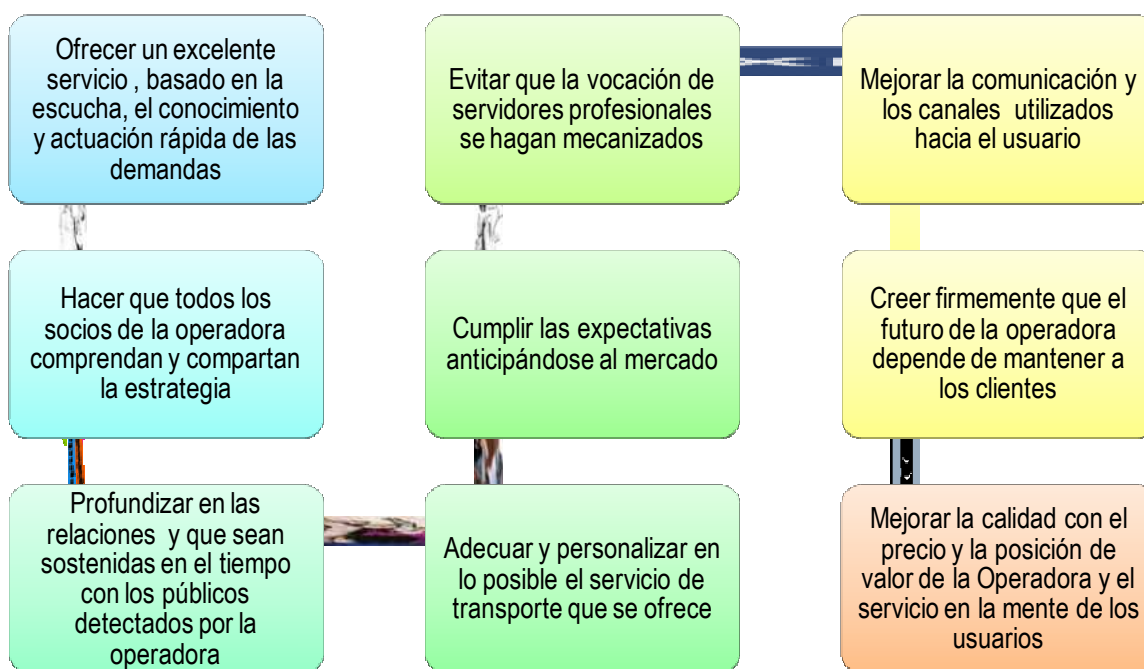 Ofrecer un excelente
servicio , basado en la
escucha, el conocimiento
y actuación rápida de las
demandas
Hacer que todos los
socios de la operadora
comprendan y compartan
la estrategia
Profundizar en las
relaciones y que sean
sostenidas en el tiempo
con los públicos
detectados por la
operadora
Adecuar y personalizar en
lo posible el servicio de
transporte que se ofrece
Cumplir las expectativas
anticipándose al mercado
Evitar que la vocación de
servidores profesionales
se hagan mecanizados
Mejorar la comunicación y
los canales utilizados
hacia el usuario
Creer firmemente que el
futuro de la operadora
depende de mantener a
los clientes
Mejorar la calidad con el
precio y la posición de
valor de la Operadora y el
servicio en la mente de los
usuarios